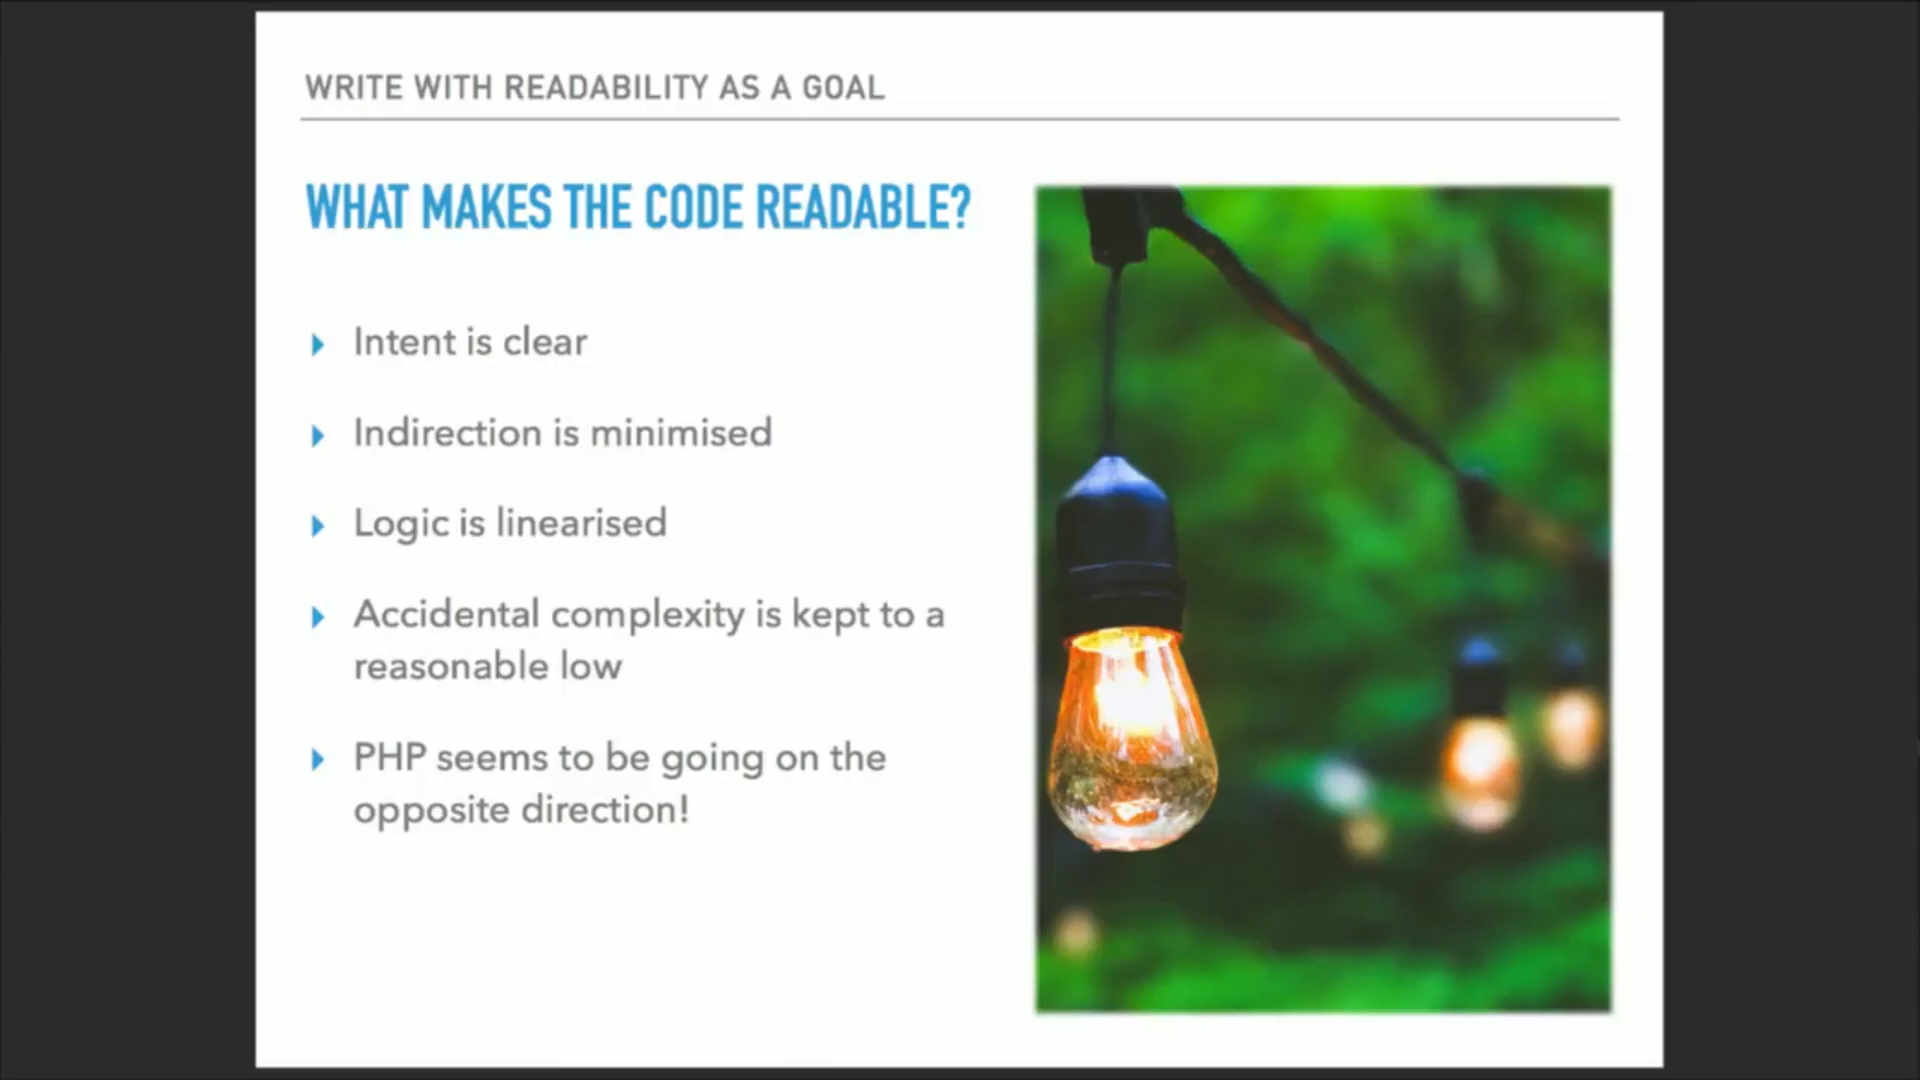 WRITE WITH READABILITY AS A GOAL
WHAT MAKES THE CODE READABLE?
Intent is clear
Indirection is minimised
Logic is linearised
Accidental complexity is kept to a
reasonable low
PHP seems to be going on the
opposite direction!